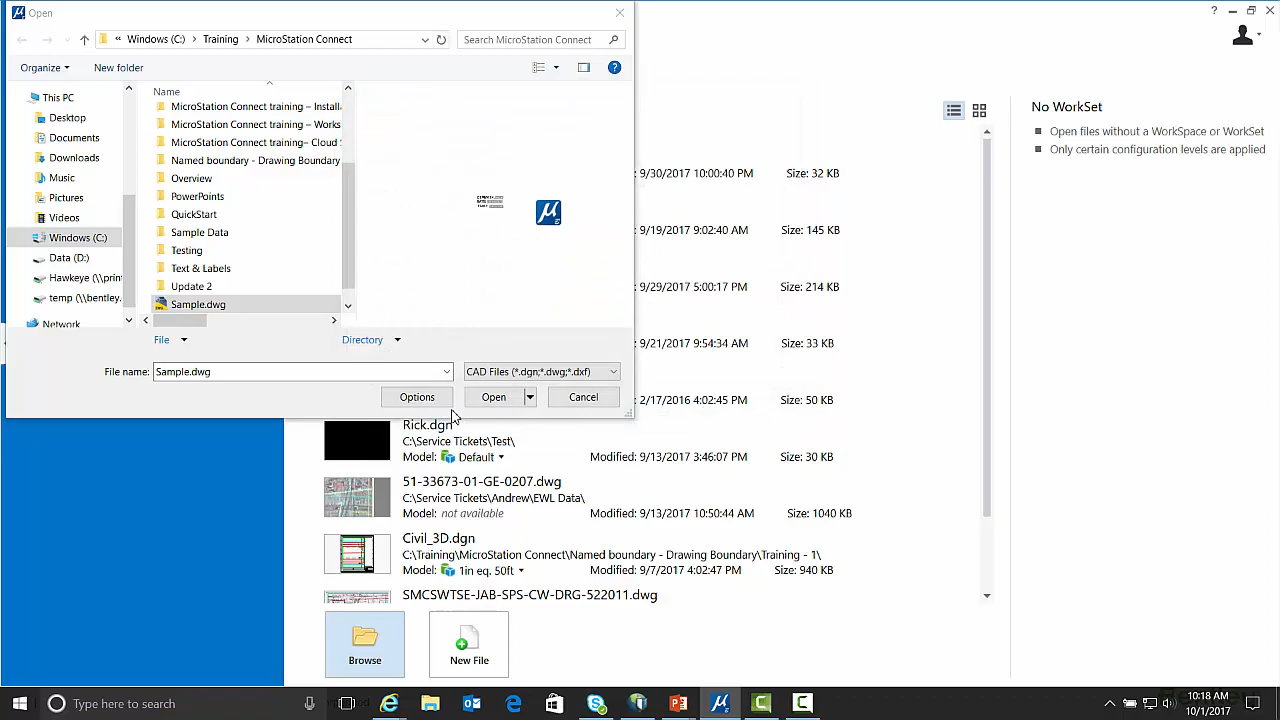 Open
« Windows (C:) > Training > MicroStation Connect
Search MicroStation Connect
Organize
New folder
This PC
Desktop
Documents
Downloads
Music
Pictures
Videos
Windows (C:)
Data (D:)
Hawkeye (\\print
temp (\\bentley.
Network
Name
MicroStation Connect training – Install
MicroStation Connect training – Works
MicroStation Connect training– Cloud S
Named boundary - Drawing Boundary
Overview
PowerPoints
QuickStart
Sample Data
Testing
Text & Labels
Update 2
Sample.dwg
File
Directory
File name: Sample.dwg
CAD Files (*.dgn;*.dwg;*.dxf)
Options
Open
Cancel
9/30/2017 10:00:40 PM Size: 32 KB
9/19/2017 9:02:40 AM Size: 145 KB
9/29/2017 5:00:17 PM Size: 214 KB
9/21/2017 9:54:34 AM Size: 33 KB
2/17/2016 4:02:45 PM Size: 50 KB
Rick.dgn
C:\Service Tickets\Test\
Model: Default Modified: 9/13/2017 3:46:07 PM Size: 30 KB
51-33673-01-GE-0207.dwg
C:\Service Tickets\Andrew\EWL Data\
Model: not available Modified: 9/13/2017 10:50:44 AM Size: 1040 KB
Civil_3D.dgn
C:\Training\MicroStation Connect\Named boundary - Drawing Boundary\Training - 1\
Model: 1in eq. 50ft Modified: 9/7/2017 4:02:47 PM Size: 940 KB
SMCSWTSE-JAB-SPS-CW-DRG-522011.dwg
Browse
New File
No WorkSet
Open files without a WorkSpace or WorkSet
Only certain configuration levels are applied
Type here to search
10:18 AM
10/1/2017